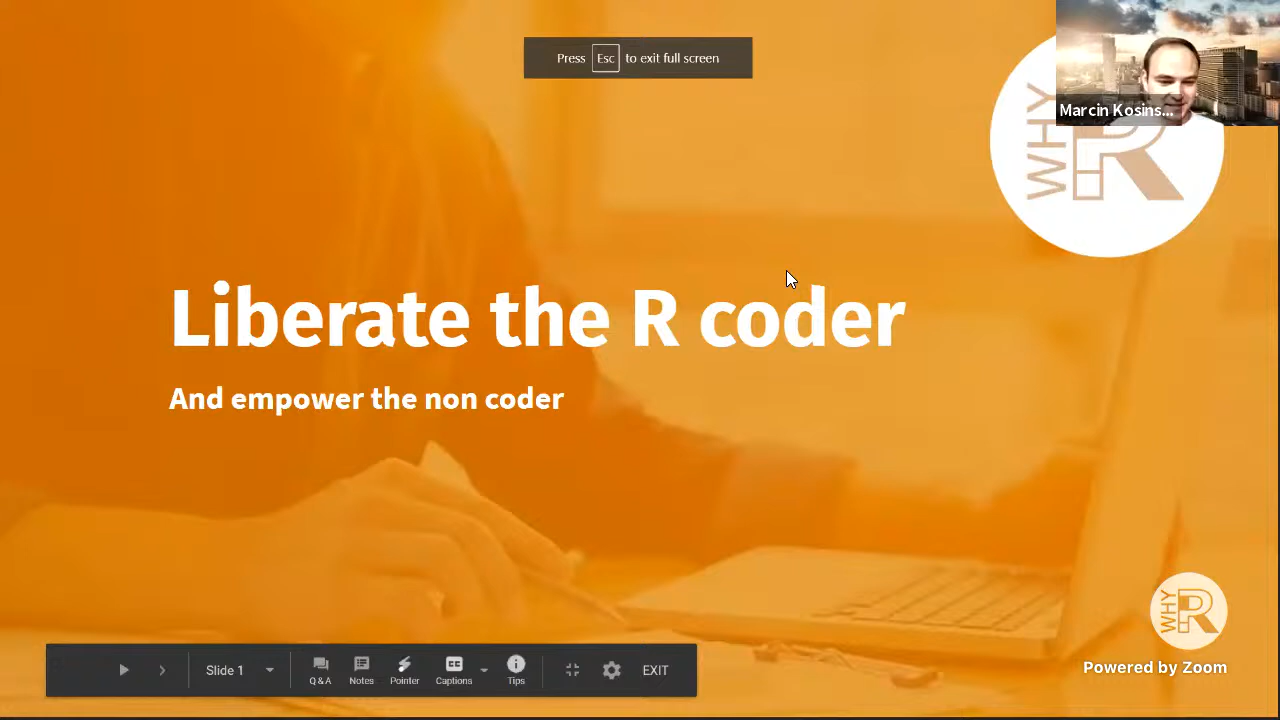 Press Esc to exit full screen
Marcin Kosins...
WHY R
Liberate the R coder
And empower the non coder
WHY R
Powered by Zoom
Slide 1
Q & A
Notes
Pointer
CC
Captions
Tips
EXIT